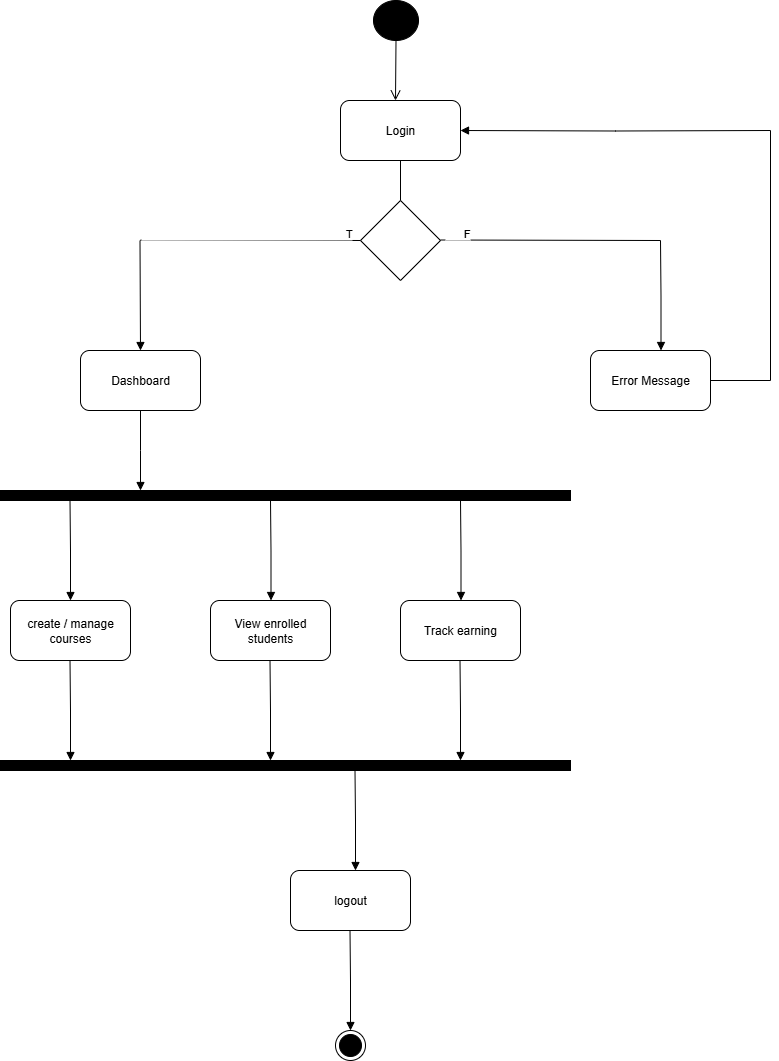 Login
T
F
Dashboard
Error Message
create / manage
courses
View enrolled
students
Track earning
logout